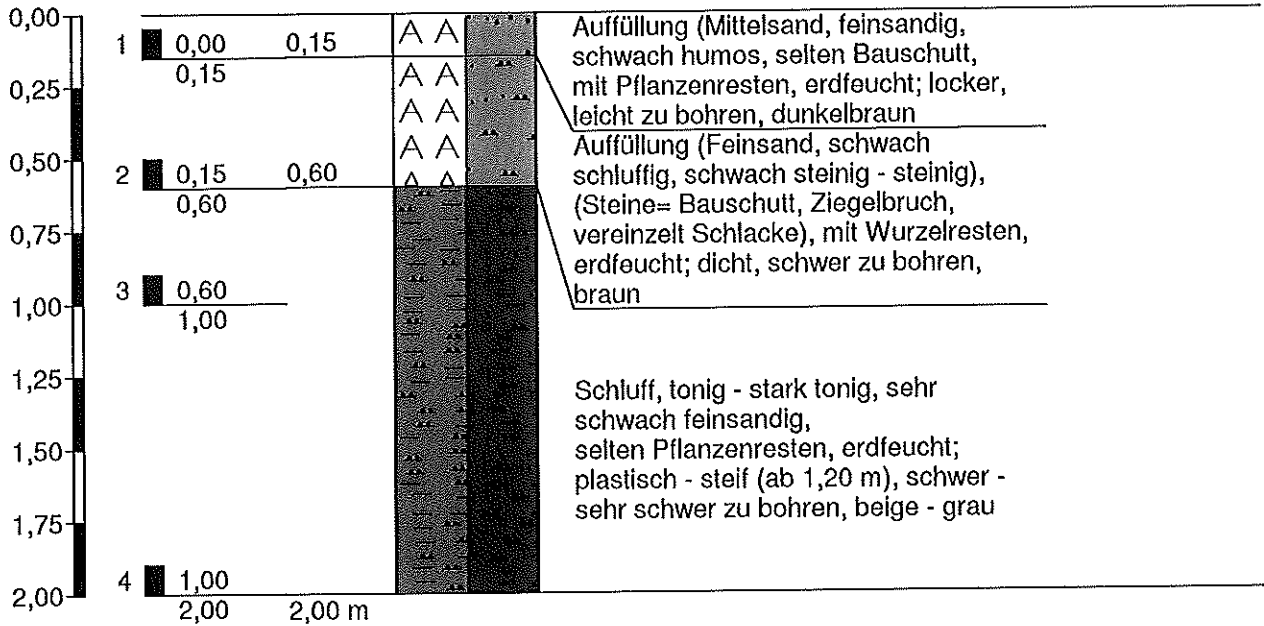 0,00
0,25
0,50
0,75
1,00
1,25
1,50
1,75
2,00
1 0,00 0,15
0,15
2 0,15 0,60
0,60
3 0,60
1,00
4 1,00
2,00 2,00 m
A A
A A
A A
A A
A A
Auffüllung (Mittelsand, feinsandig,
schwach humos, selten Bauschutt,
mit Pflanzenresten, erdfeucht; locker,
leicht zu bohren, dunkelbraun
Auffüllung (Feinsand, schwach
schluffig, schwach steinig - steinig),
(Steine= Bauschutt, Ziegelbruch,
vereinzelt Schlacke), mit Wurzelresten,
erdfeucht; dicht, schwer zu bohren,
braun
Schluff, tonig - stark tonig, sehr
schwach feinsandig,
selten Pflanzenresten, erdfeucht;
plastisch - steif (ab 1,20 m), schwer -
sehr schwer zu bohren, beige - grau